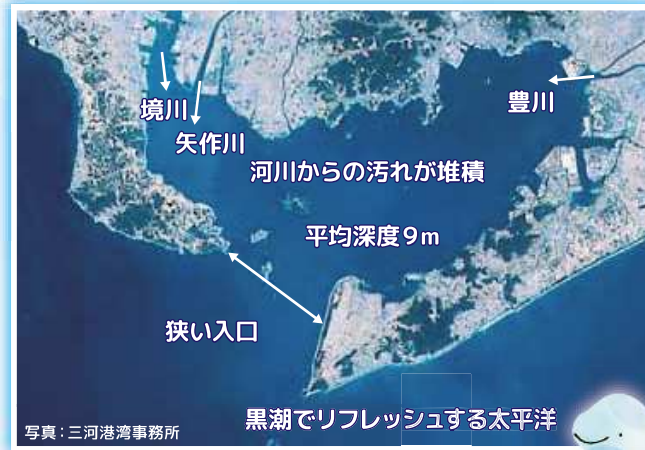 境川
矢作川
豊川
河川からの汚れが堆積
平均深度9m
狭い入口
黒潮でリフレッシュする太平洋
写真：三河港湾事務所